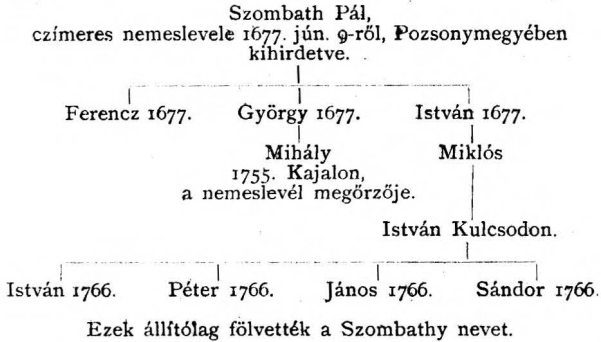 Szombath Pál,
czímeres nemeslevele 1677. jún. 9-ről, Pozsonymegyében
kihirdetve.
Ferencz 1677. György 1677. István 1677.
Mihály Miklós
1755. Kajalon,
a nemeslevél megőrzője.
István Kulcsodon.
István 1766. Péter 1766. János 1766. Sándor 1766.
Ezek állítólag fölvették a Szombathy nevet.